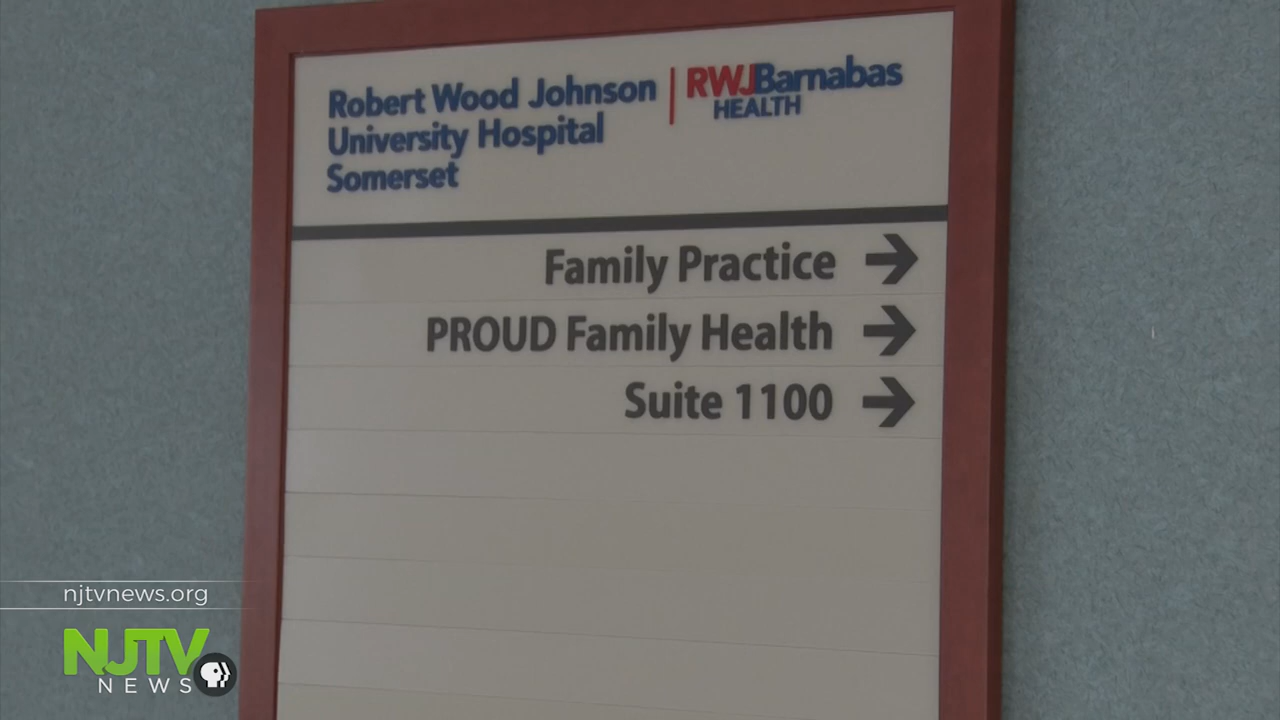 Robert Wood Johnson
University Hospital
Somerset
RWJBarnabas
HEALTH
Family Practice
PROUD Family Health
Suite 1100
njtvnews.org
NJTV
NEWS